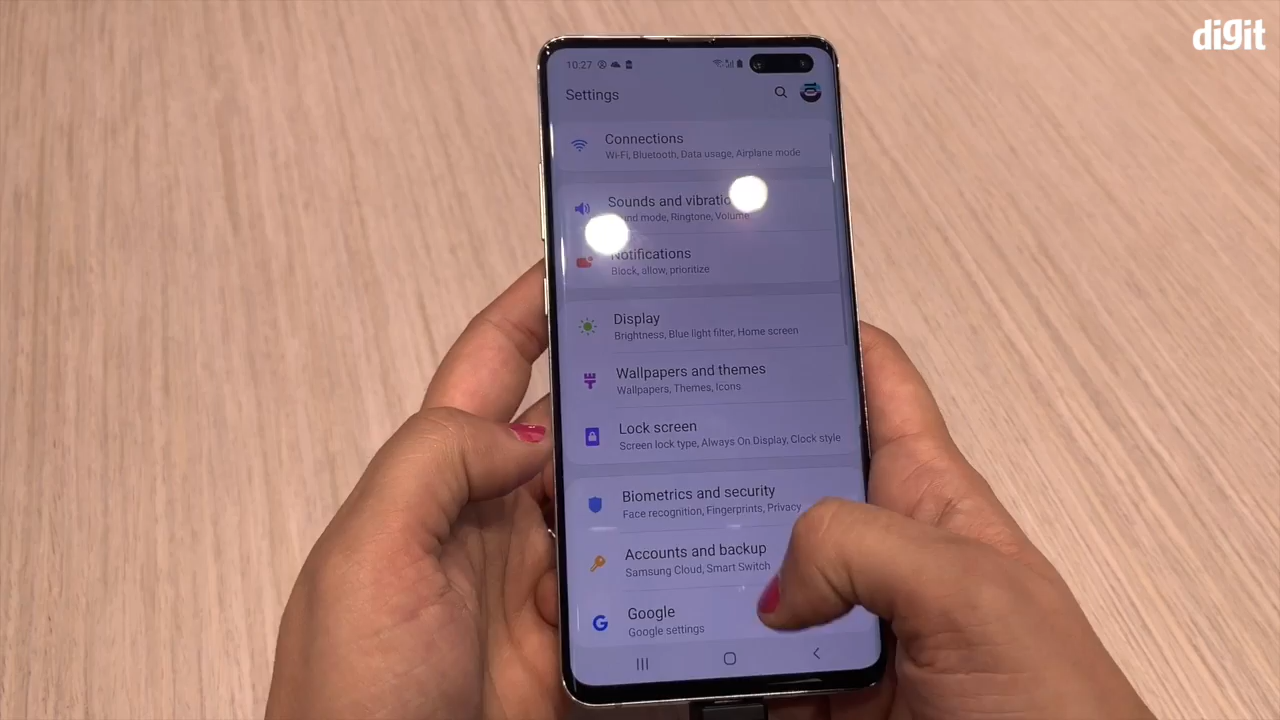 digit
10:27
Settings
Connections
Wi-Fi, Bluetooth, Data usage, Airplane mode
Sounds and vibratio
und mode, Ringtone, Volume
Notifications
Block, allow, prioritize
Display
Brightness, Blue light filter, Home screen
Wallpapers and themes
Wallpapers, Themes, Icons
Lock screen
Screen lock type, Always On Display, Clock style
Biometrics and security
Face recognition, Fingerprints, Privacy
Accounts and backup
Samsung Cloud, Smart Switch
Google
Google settings